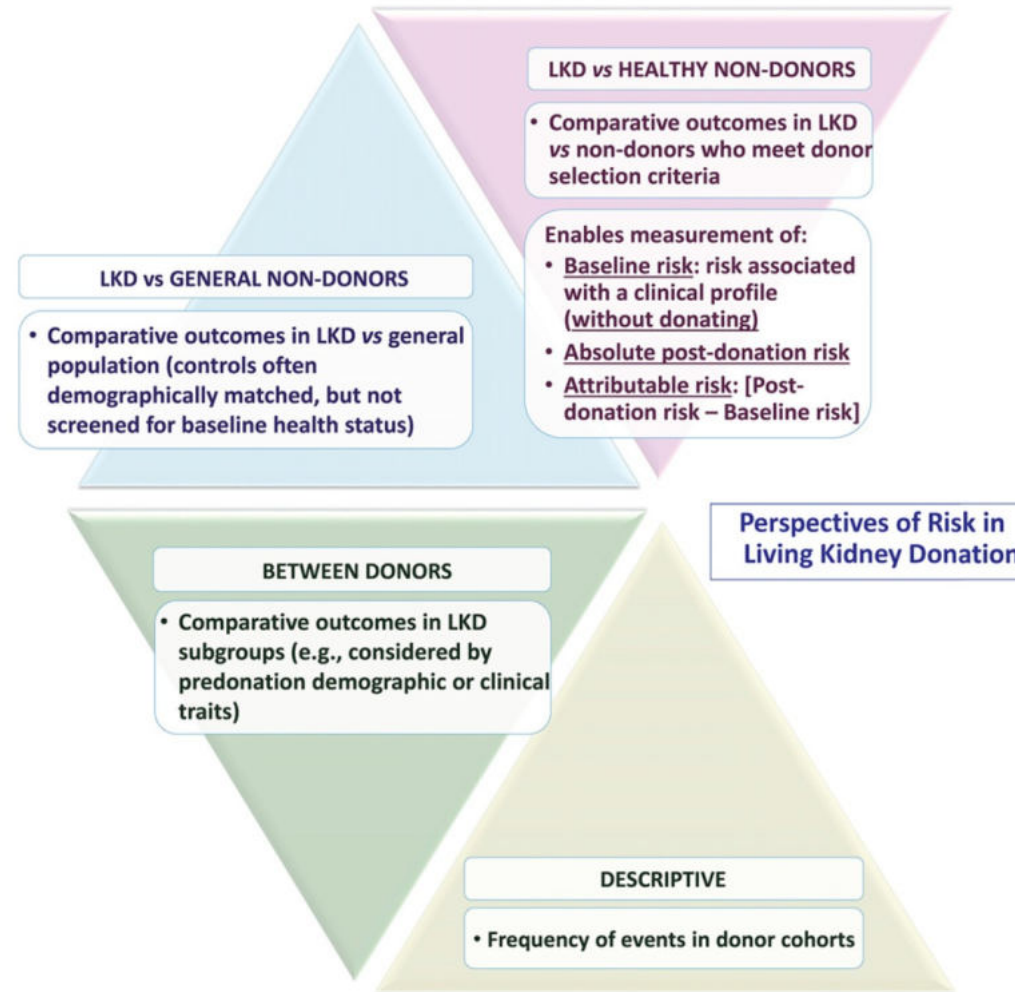 LKD vs HEALTHY NON-DONORS
• Comparative outcomes in LKD
vs non-donors who meet donor
selection criteria
Enables measurement of:
• Baseline risk: risk associated
with a clinical profile
(without donating)
• Absolute post-donation risk
• Attributable risk: [Post-
donation risk – Baseline risk]
LKD vs GENERAL NON-DONORS
• Comparative outcomes in LKD vs general
population (controls often
demographically matched, but not
screened for baseline health status)
Perspectives of Risk in
Living Kidney Donation
BETWEEN DONORS
• Comparative outcomes in LKD
subgroups (e.g., considered by
predonation demographic or clinical
traits)
DESCRIPTIVE
• Frequency of events in donor cohorts